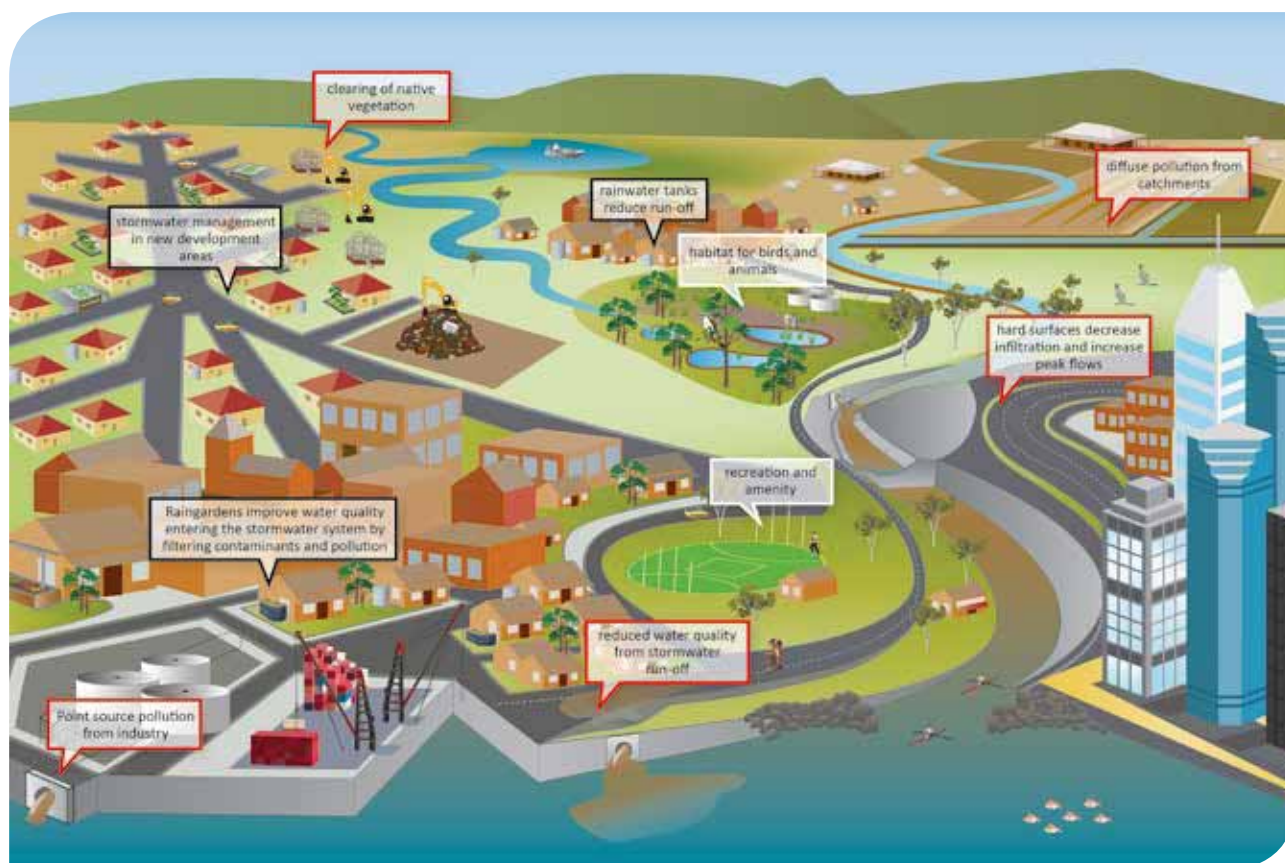 clearing of native
vegetation
diffuse pollution from
catchments
rainwater tanks
reduce run-off
stormwater management
in new development
areas
habitat for birds and
animals
hard surfaces decrease
infiltration and increase
peak flows
recreation and
amenity
Raingardens improve water quality
entering the stormwater system by
filtering contaminants and pollution
reduced water quality
from stormwater
run-off
Point source pollution
from industry